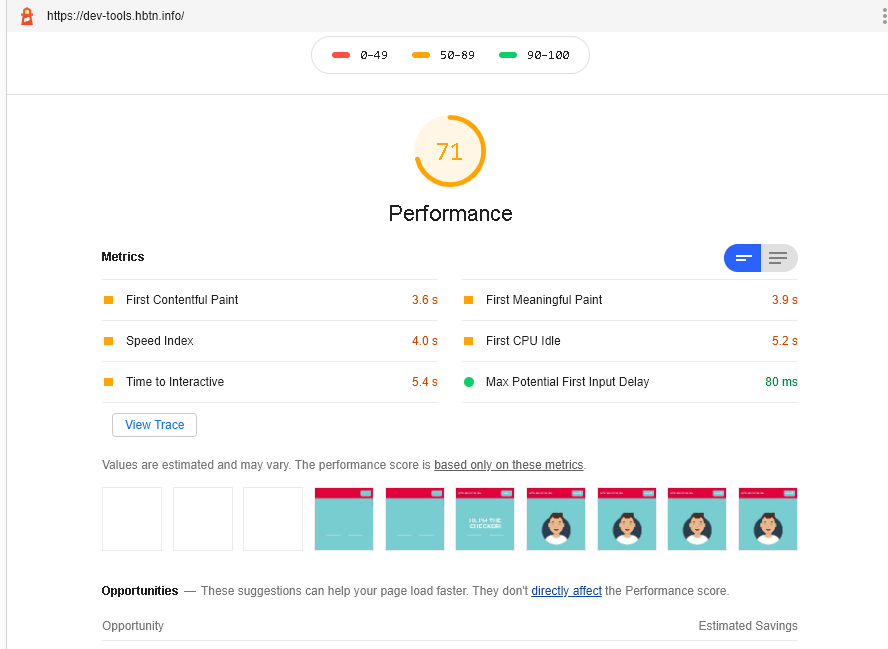 https://dev-tools.hbtn.info/
0-49 50-89 90-100
71
Performance
Metrics
First Contentful Paint 3.6 s
First Meaningful Paint 3.9 s
Speed Index 4.0 s
First CPU Idle 5.2 s
Time to Interactive 5.4 s
Max Potential First Input Delay 80 ms
View Trace
Values are estimated and may vary. The performance score is based only on these metrics.
HI, I'M THE
CHECKER!
Opportunities — These suggestions can help your page load faster. They don't directly affect the Performance score.
Opportunity Estimated Savings